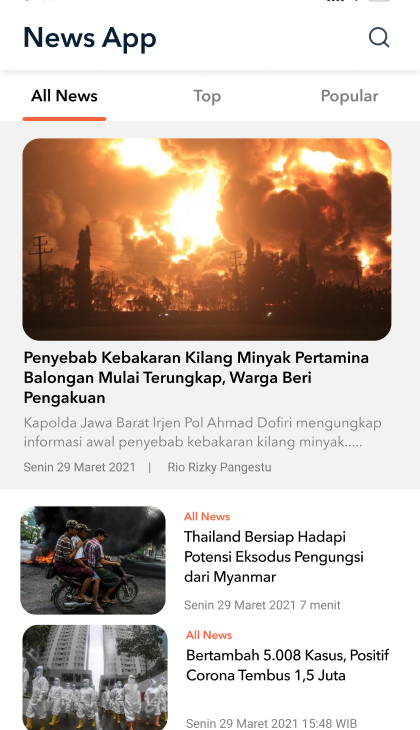 News App
All News
Top
Popular
Penyebab Kebakaran Kilang Minyak Pertamina
Balongan Mulai Terungkap, Warga Beri
Pengakuan
Kapolda Jawa Barat Irjen Pol Ahmad Dofiri mengungkap
informasi awal penyebab kebakaran kilang minyak.....
Senin 29 Maret 2021 | Rio Rizky Pangestu
All News
Thailand Bersiap Hadapi
Potensi Eksodus Pengungsi
dari Myanmar
Senin 29 Maret 2021 7 menit
All News
Bertambah 5.008 Kasus, Positif
Corona Tembus 1,5 Juta
Senin 29 Maret 2021 15:48 WIB